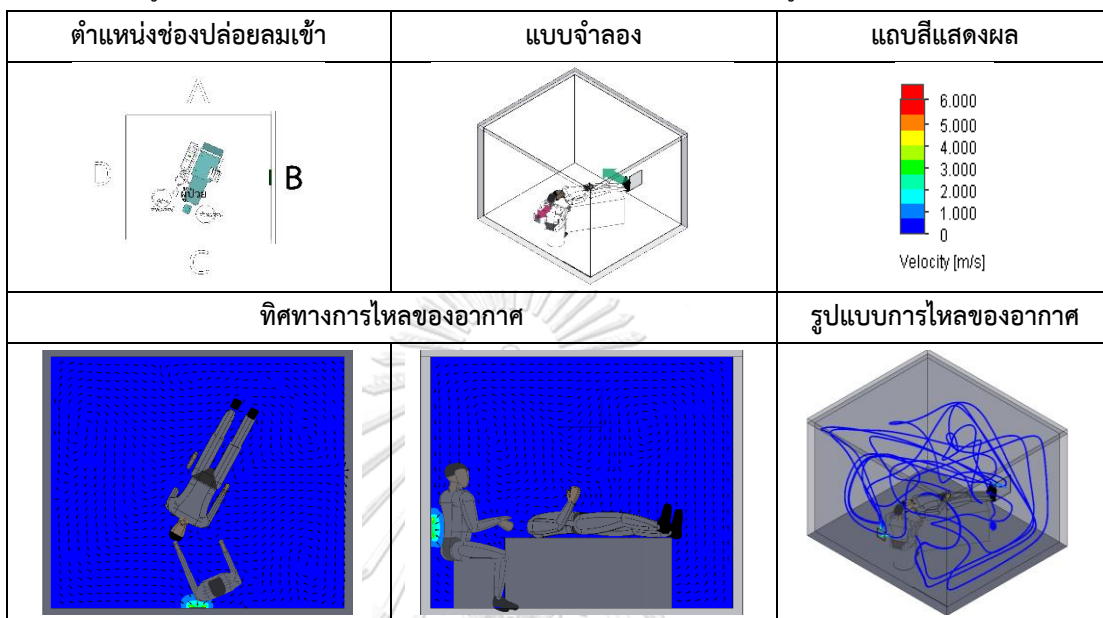 ตำแหน่งช่องปล่อยลมเข้า
แบบจำลอง
แถบสีแสดงผล
A
D
B
ผู้ป่วย
C
6.000
5.000
4.000
3.000
2.000
1.000
0
Velocity [m/s]
ทิศทางการไหลของอากาศ
รูปแบบการไหลของอากาศ